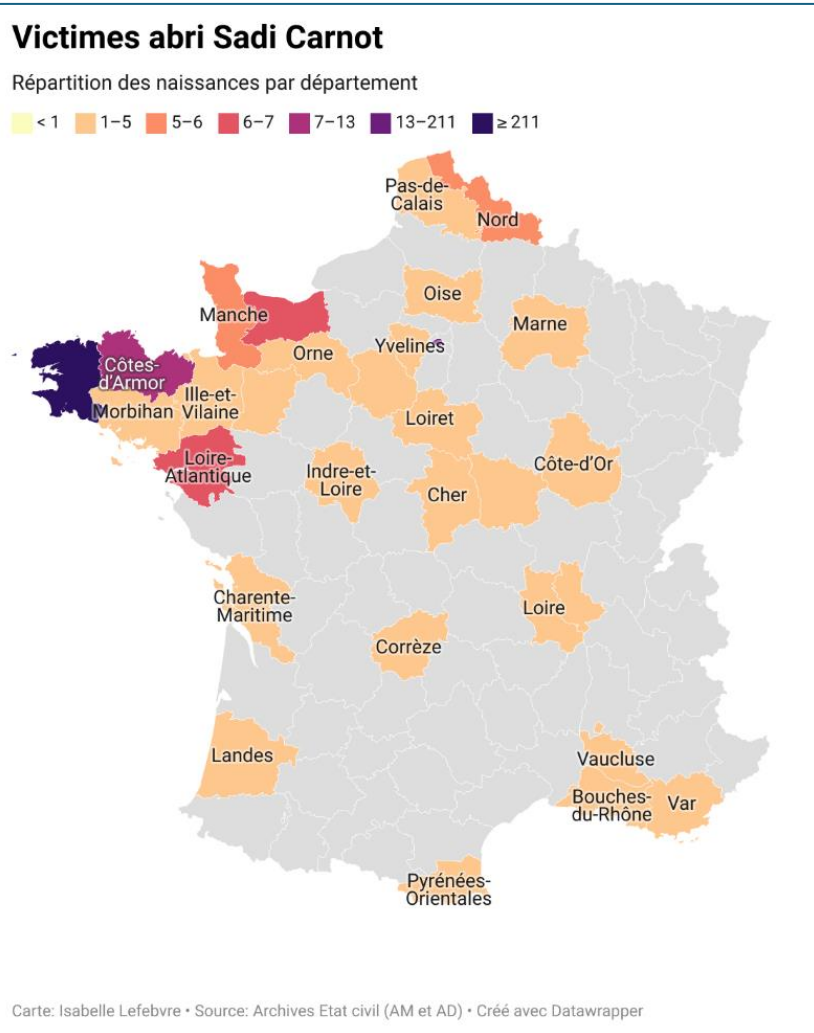 Victimes abri Sadi Carnot
Répartition des naissances par département
< 1
1–5
5–6
6–7
7–13
13–211
≥ 211
Pas-de-
Calais
Nord
Oise
Manche
Marne
Yvelines
Orne
Côtes-
d'Armor
Ille-et-
Vilaine
Morbihan
Loiret
Loire-
Atlantique
Indre-et-
Loire
Côte-d'Or
Cher
Charente-
Maritime
Loire
Corrèze
Landes
Vaucluse
Bouches-
du-Rhône
Var
Pyrénées-
Orientales
Carte: Isabelle Lefebvre • Source: Archives Etat civil (AM et AD) • Créé avec Datawrapper